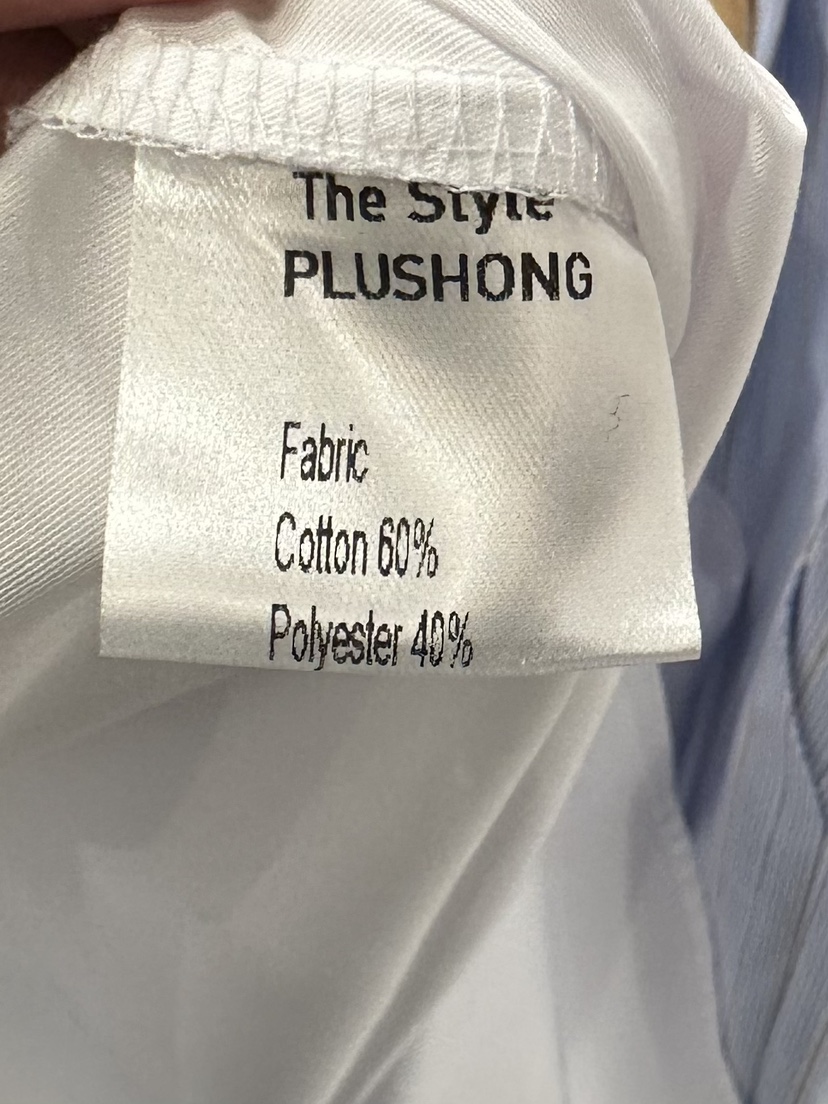 The Style
PLUSHONG
Fabric
Cotton 60%
Polyester 40%